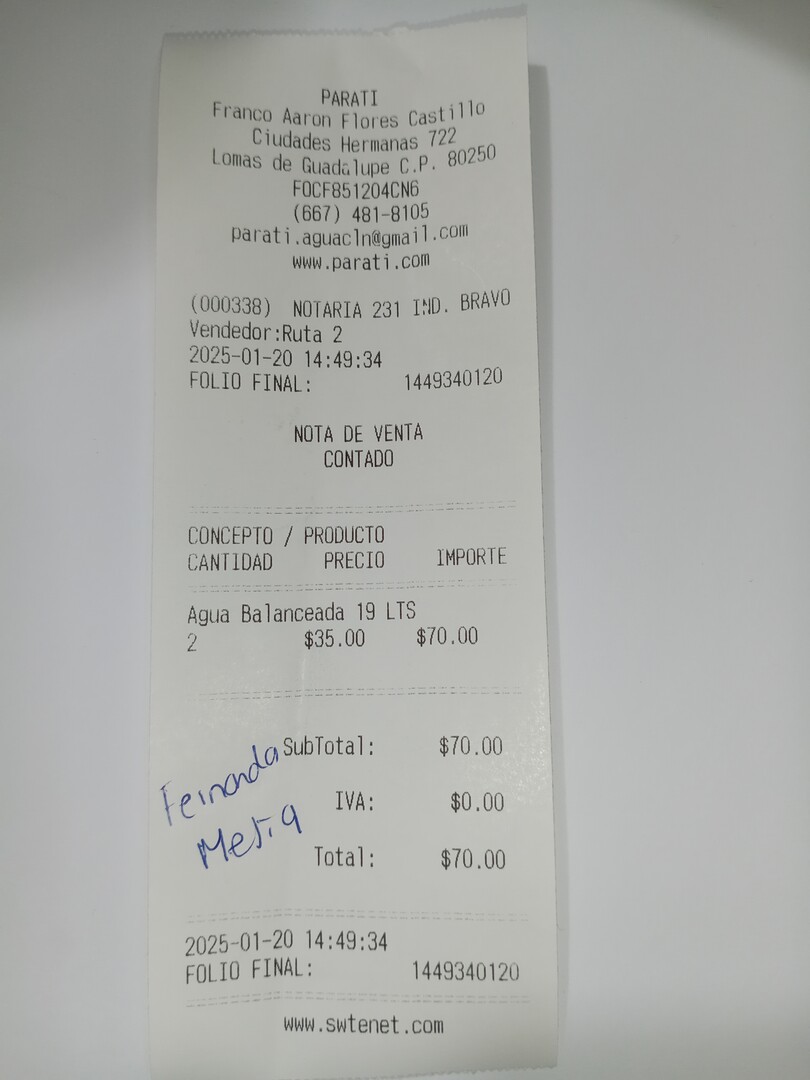 PARATI
Franco Aaron Flores Castillo
Ciudades Hermanas 722
Lomas de Guadalupe C.P. 80250
FOCF851204CN6
(667) 481-8105
parati.aguacln@gmail.com
www.parati.com
(000338) NOTARIA 231 IND. BRAVO
Vendedor:Ruta 2
2025-01-20 14:49:34
FOLIO FINAL: 1449340120
NOTA DE VENTA
CONTADO
CONCEPTO / PRODUCTO
CANTIDAD PRECIO IMPORTE
Agua Balanceada 19 LTS
2 $35.00 $70.00
SubTotal: $70.00
Fernanda
IVA: $0.00
Mejia
Total: $70.00
2025-01-20 14:49:34
FOLIO FINAL: 1449340120
www.swtenet.com